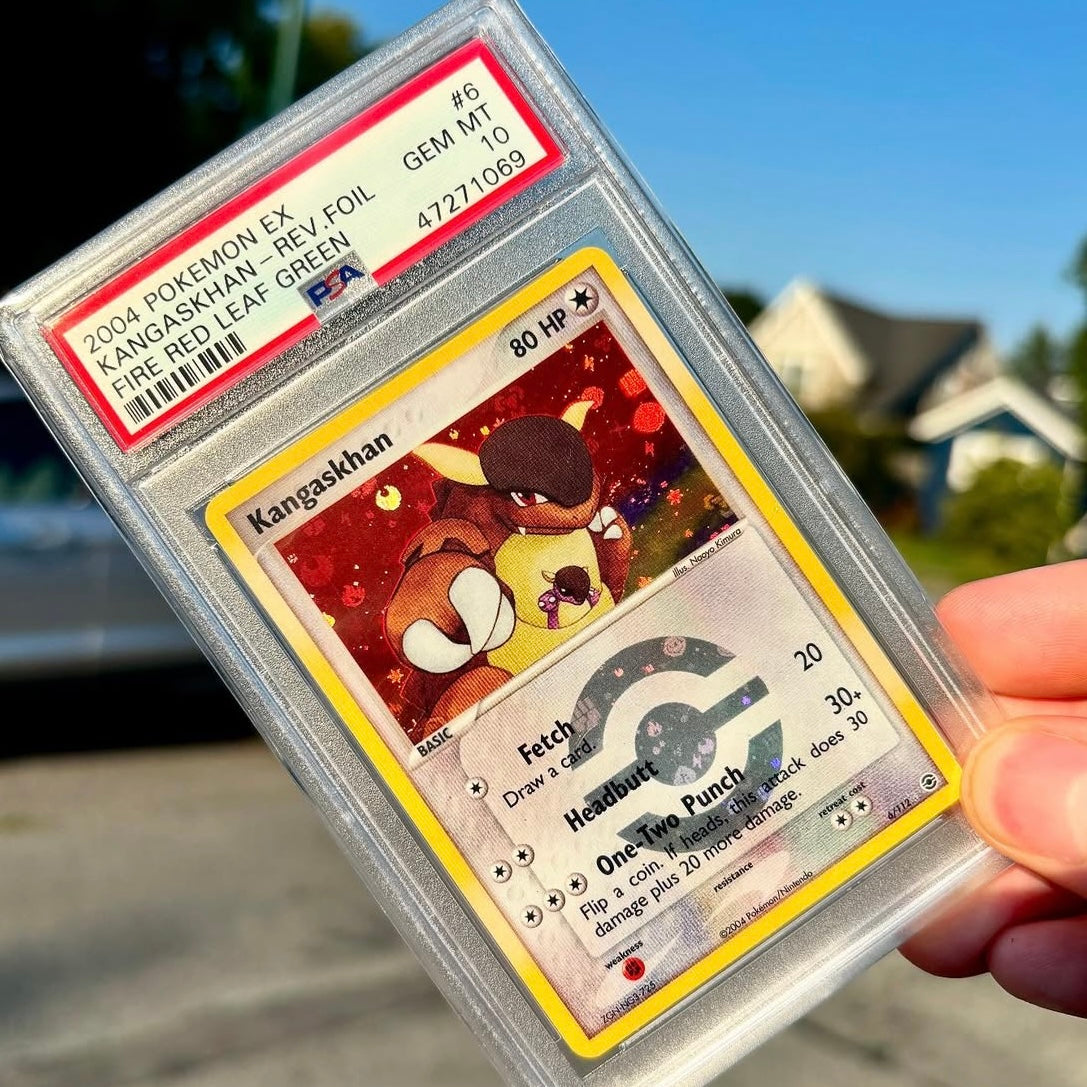 2004 POKEMON EX #6
KANGASKHAN - REV.FOIL GEM MT
FIRE RED LEAF GREEN 10
47271069
PSA
Kangaskhan 80 HP
Illus. Naoyo Kimura
BASIC
Fetch
Draw a card.
Headbutt 20
One-Two Punch 30+
Flip a coin. If heads, this attack does 30
damage plus 20 more damage.
weakness resistance retreat cost
©2004 Pokémon/Nintendo 6/112